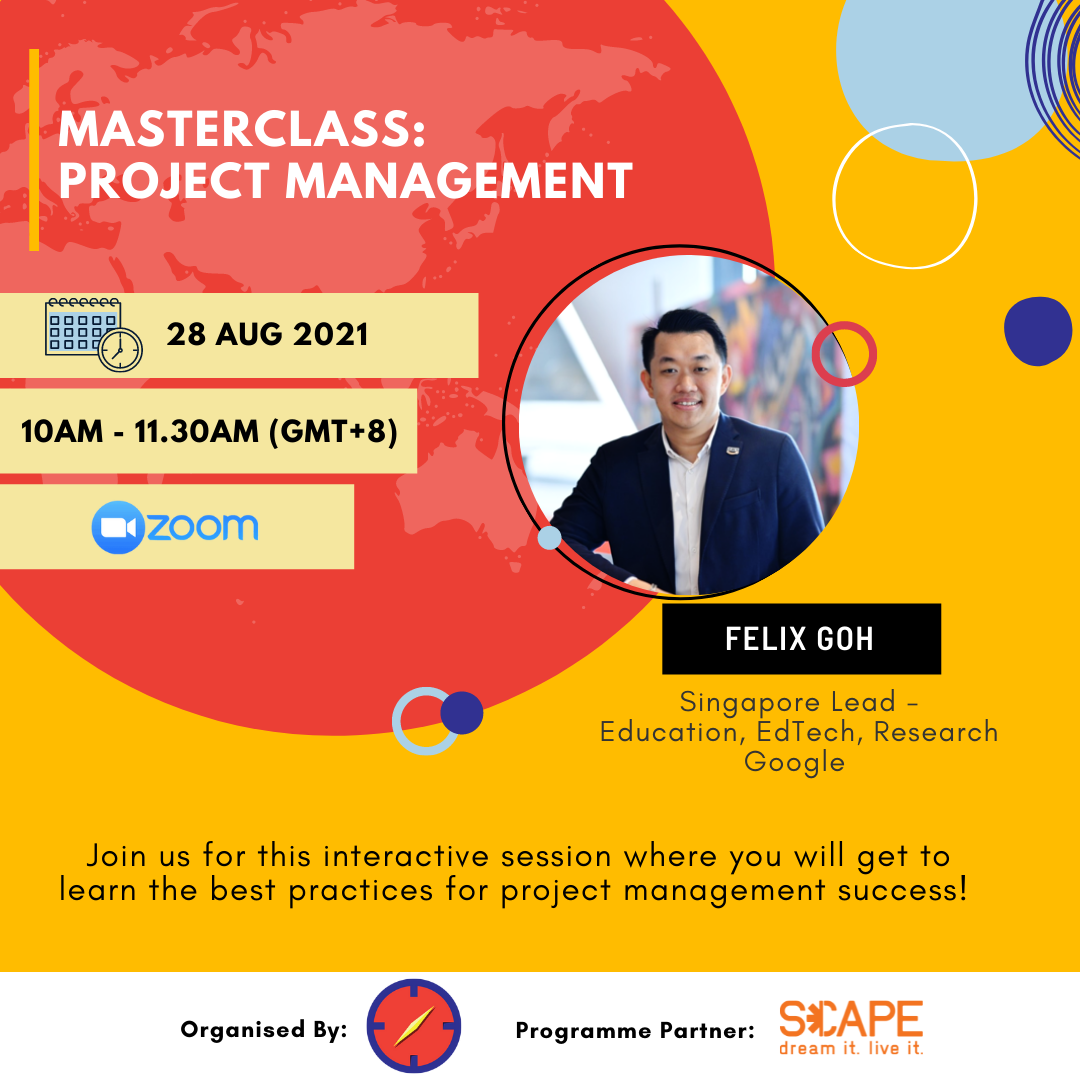 MASTERCLASS:
PROJECT MANAGEMENT
28 AUG 2021
10AM - 11.30AM (GMT+8)
zoom
FELIX GOH
Singapore Lead -
Education, EdTech, Research
Google
Join us for this interactive session where you will get to
learn the best practices for project management success!
Organised By:
Programme Partner:
SCAPE
dream it. live it.